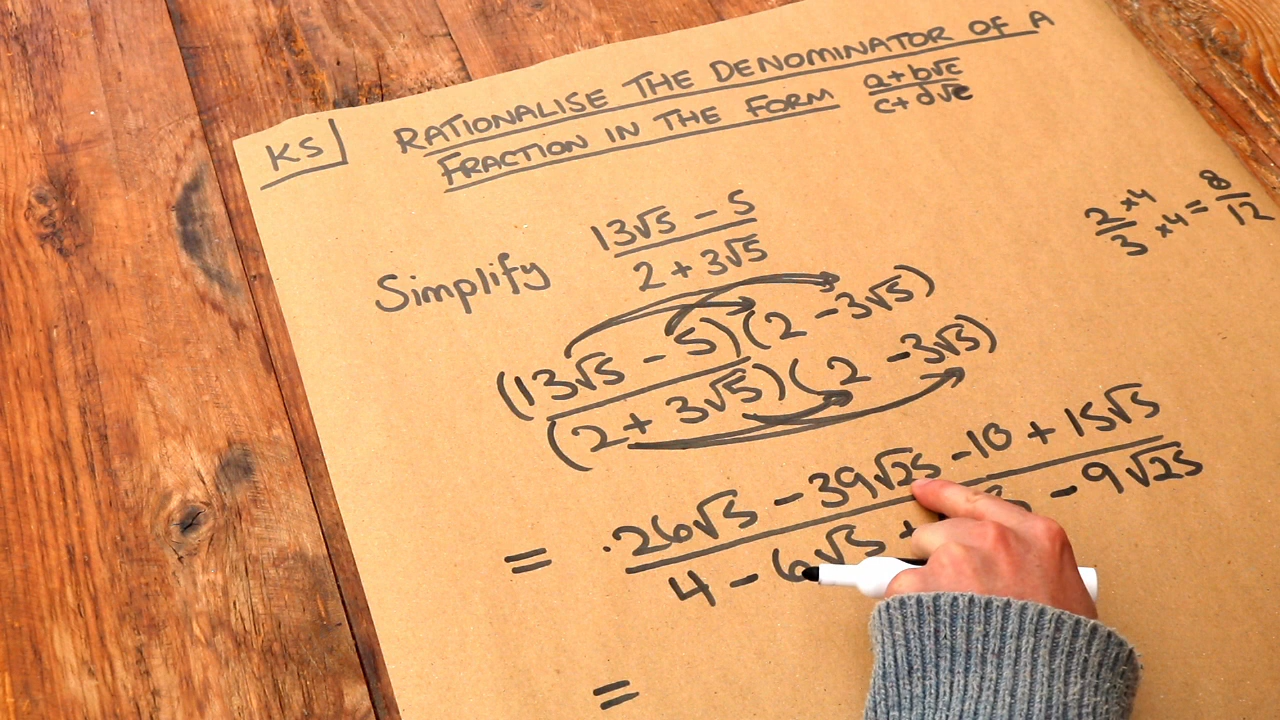 K5
RATIONALISE THE DENOMINATOR OF A
FRACTION IN THE FORM a+b√c / c+d√e
2 ×4 / 3 ×4 = 8 / 12
Simplify 13√5 - 5 / 2 + 3√5
(13√5 - 5)(2 - 3√5)
(2 + 3√5)(2 - 3√5)
= 26√5 - 39√25 - 10 + 15√5
4 - 6√5 + - 9√25
=